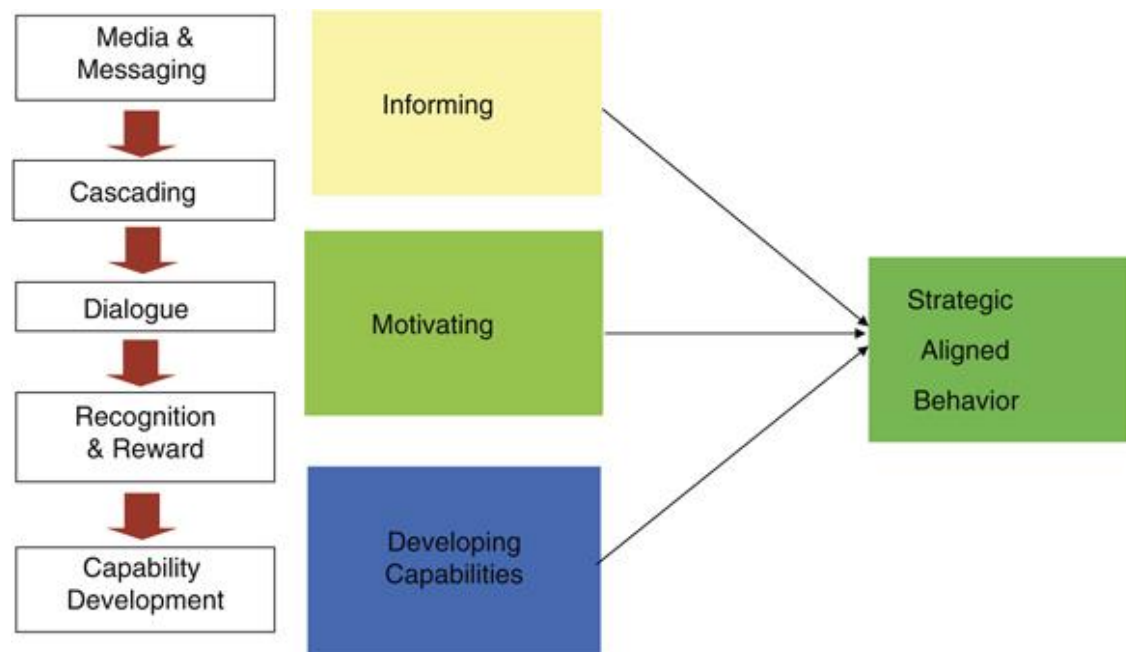 Media &
Messaging
Cascading
Dialogue
Recognition
& Reward
Capability
Development
Informing
Motivating
Developing
Capabilities
Strategic
Aligned
Behavior